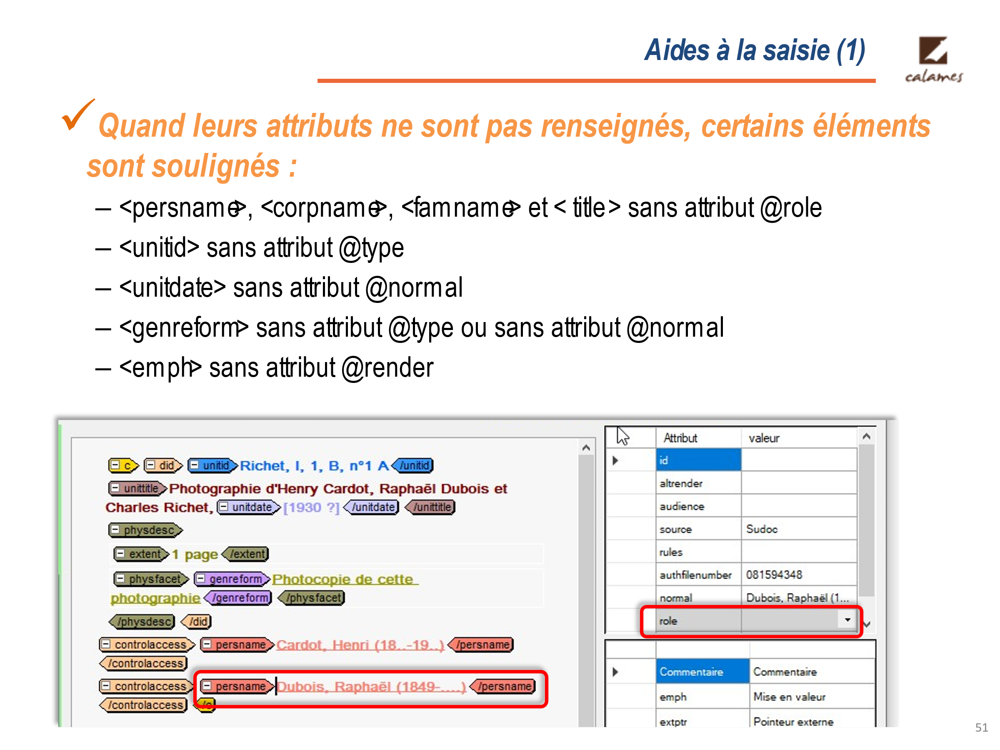 Aides à la saisie (1)
calames
Quand leurs attributs ne sont pas renseignés, certains éléments
sont soulignés :
– <persname>, <corpname>, <famname> et < title > sans attribut @role
– <unitid> sans attribut @type
– <unitdate> sans attribut @normal
– <genreform> sans attribut @type ou sans attribut @normal
– <emph> sans attribut @render
c did unitid Richet, I, 1, B, n°1 A /unitid
unittitle Photographie d'Henry Cardot, Raphaël Dubois et
Charles Richet, unitdate [1930 ?] /unitdate /unittitle
physdesc
extent 1 page /extent
physfacet genreform Photocopie de cette
photographie /genreform /physfacet
/physdesc /did
controlaccess persname Cardot, Henri (18..-19..) /persname
/controlaccess
controlaccess persname Dubois, Raphaël (1849-....) /persname
/controlaccess /c
Attribut valeur
id
altrender
audience
source Sudoc
rules
authfilenumber 081594348
normal Dubois, Raphaël (1...
role
Commentaire Commentaire
emph Mise en valeur
extptr Pointeur externe
51